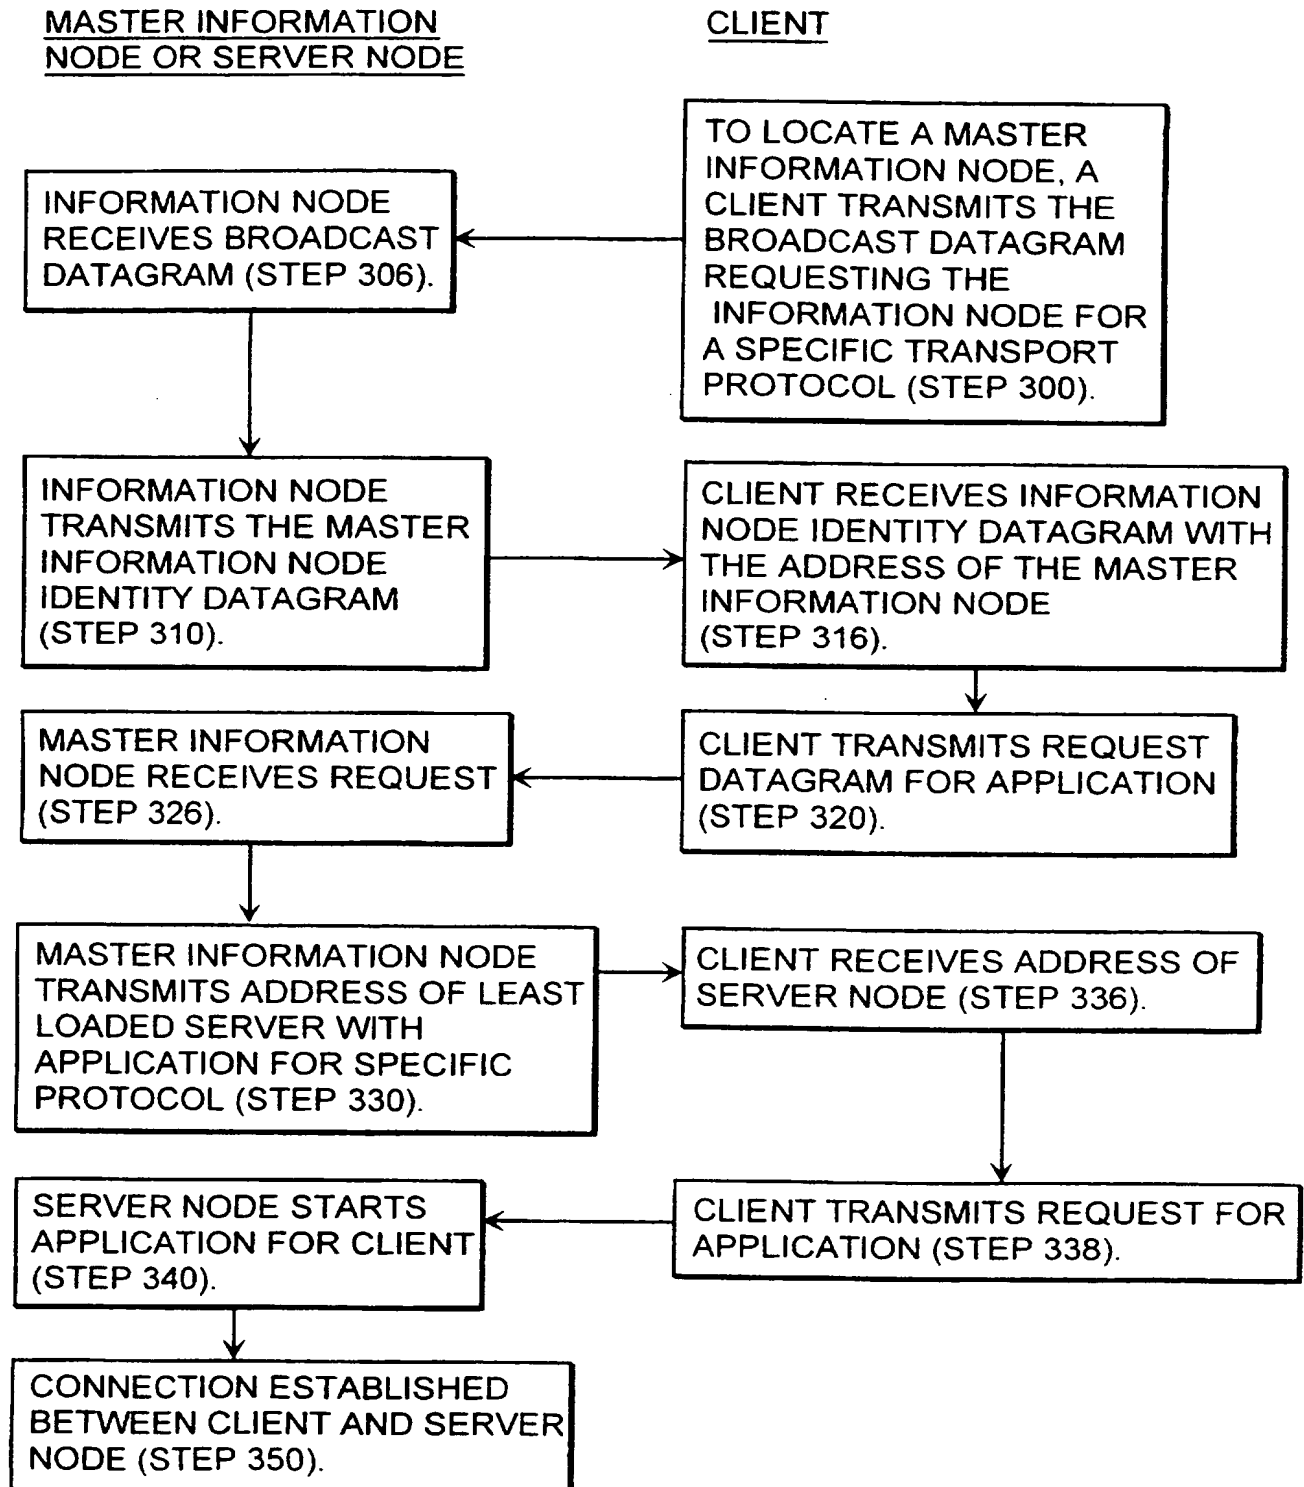 MASTER INFORMATION
NODE OR SERVER NODE
CLIENT
TO LOCATE A MASTER
INFORMATION NODE, A
CLIENT TRANSMITS THE
BROADCAST DATAGRAM
REQUESTING THE
INFORMATION NODE FOR
A SPECIFIC TRANSPORT
PROTOCOL (STEP 300).
INFORMATION NODE
RECEIVES BROADCAST
DATAGRAM (STEP 306).
INFORMATION NODE
TRANSMITS THE MASTER
INFORMATION NODE
IDENTITY DATAGRAM
(STEP 310).
CLIENT RECEIVES INFORMATION
NODE IDENTITY DATAGRAM WITH
THE ADDRESS OF THE MASTER
INFORMATION NODE
(STEP 316).
CLIENT TRANSMITS REQUEST
DATAGRAM FOR APPLICATION
(STEP 320).
MASTER INFORMATION
NODE RECEIVES REQUEST
(STEP 326).
MASTER INFORMATION NODE
TRANSMITS ADDRESS OF LEAST
LOADED SERVER WITH
APPLICATION FOR SPECIFIC
PROTOCOL (STEP 330).
CLIENT RECEIVES ADDRESS OF
SERVER NODE (STEP 336).
CLIENT TRANSMITS REQUEST FOR
APPLICATION (STEP 338).
SERVER NODE STARTS
APPLICATION FOR CLIENT
(STEP 340).
CONNECTION ESTABLISHED
BETWEEN CLIENT AND SERVER
NODE (STEP 350).